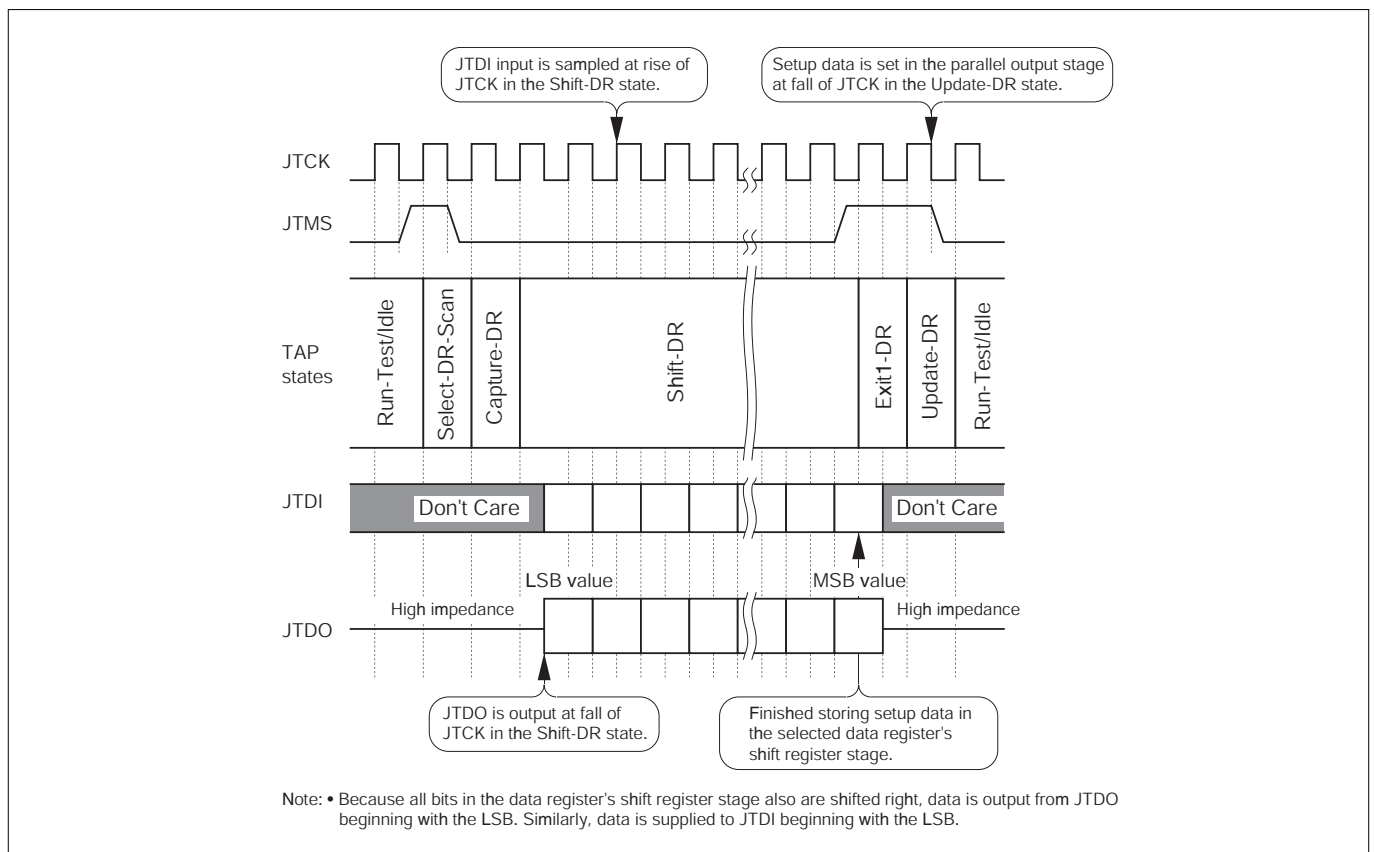 JTDI input is sampled at rise of
JTCK in the Shift-DR state.
Setup data is set in the parallel output stage
at fall of JTCK in the Update-DR state.
JTCK
JTMS
TAP
states
Run-Test/Idle
Select-DR-Scan
Capture-DR
Shift-DR
Exit1-DR
Update-DR
Run-Test/Idle
JTDI
Don't Care
Don't Care
LSB value
MSB value
High impedance
High impedance
JTDO
JTDO is output at fall of
JTCK in the Shift-DR state.
Finished storing setup data in
the selected data register's
shift register stage.
Note: • Because all bits in the data register's shift register stage also are shifted right, data is output from JTDO
beginning with the LSB. Similarly, data is supplied to JTDI beginning with the LSB.